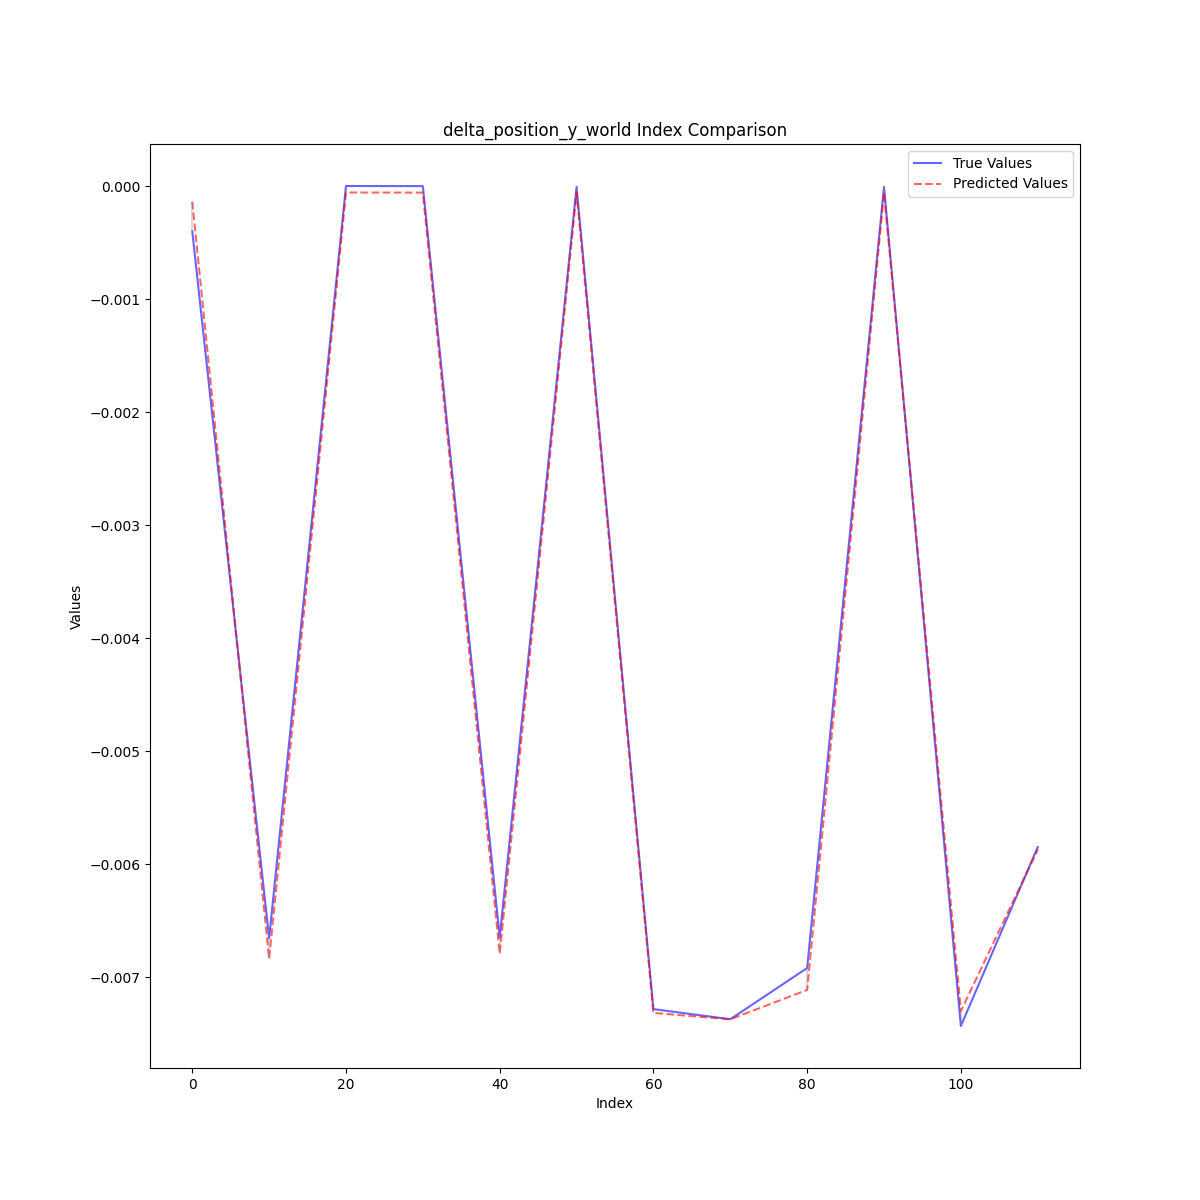 delta_position_y_world Index Comparison
True Values
Predicted Values
0.000
−0.001
−0.002
−0.003
−0.004
−0.005
−0.006
−0.007
Values
0 20 40 60 80 100
Index